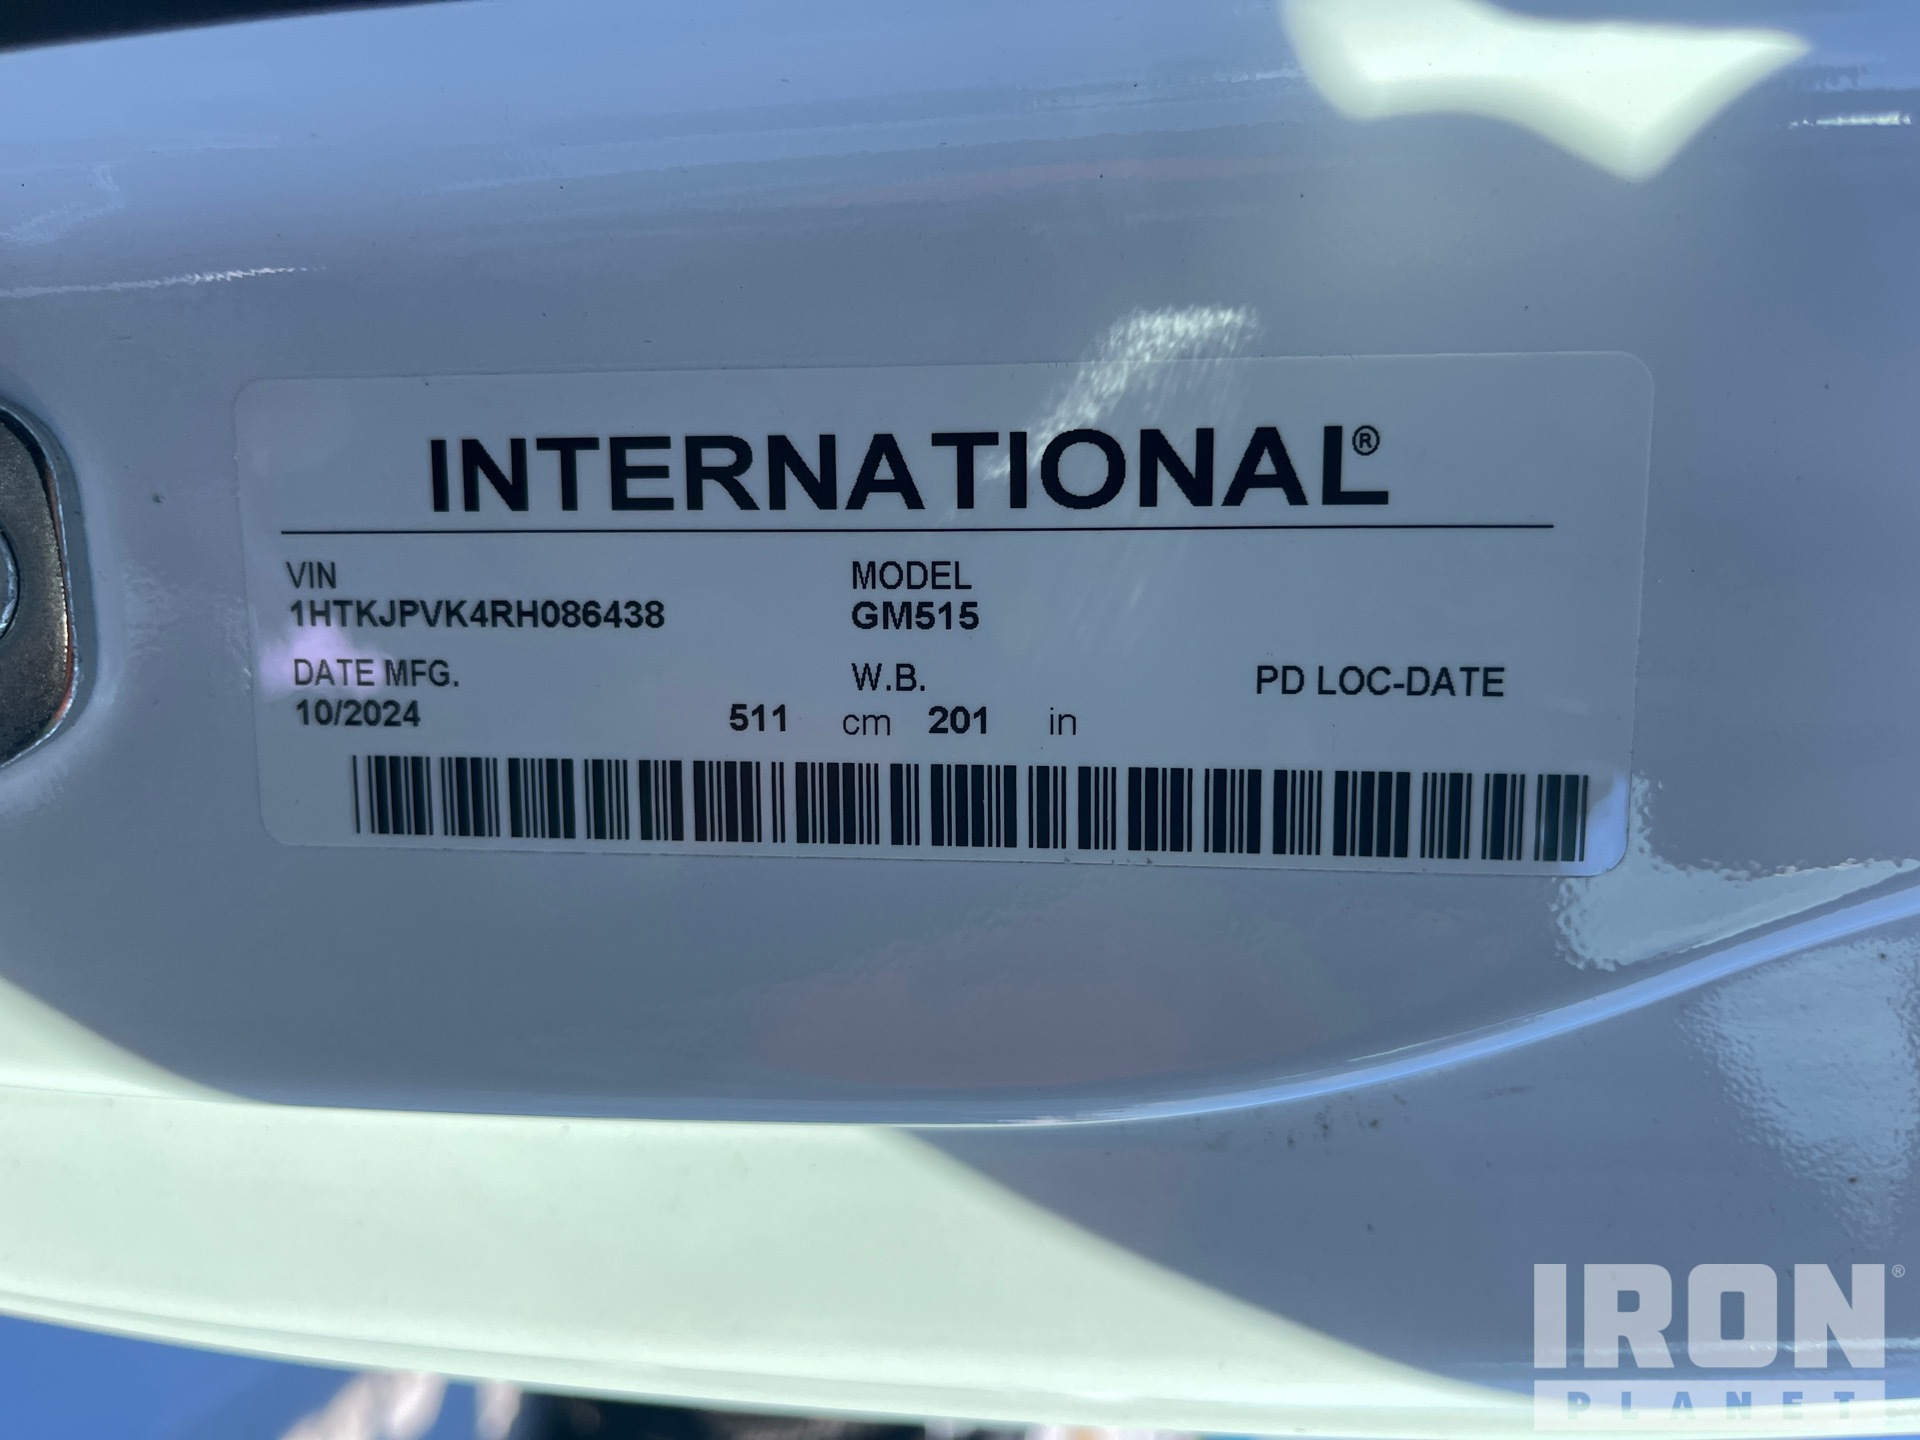 INTERNATIONAL®
VIN MODEL
1HTKJPVK4RH086438 GM515
DATE MFG. W.B. PD LOC-DATE
10/2024 511 cm 201 in
IRON®
PLANET